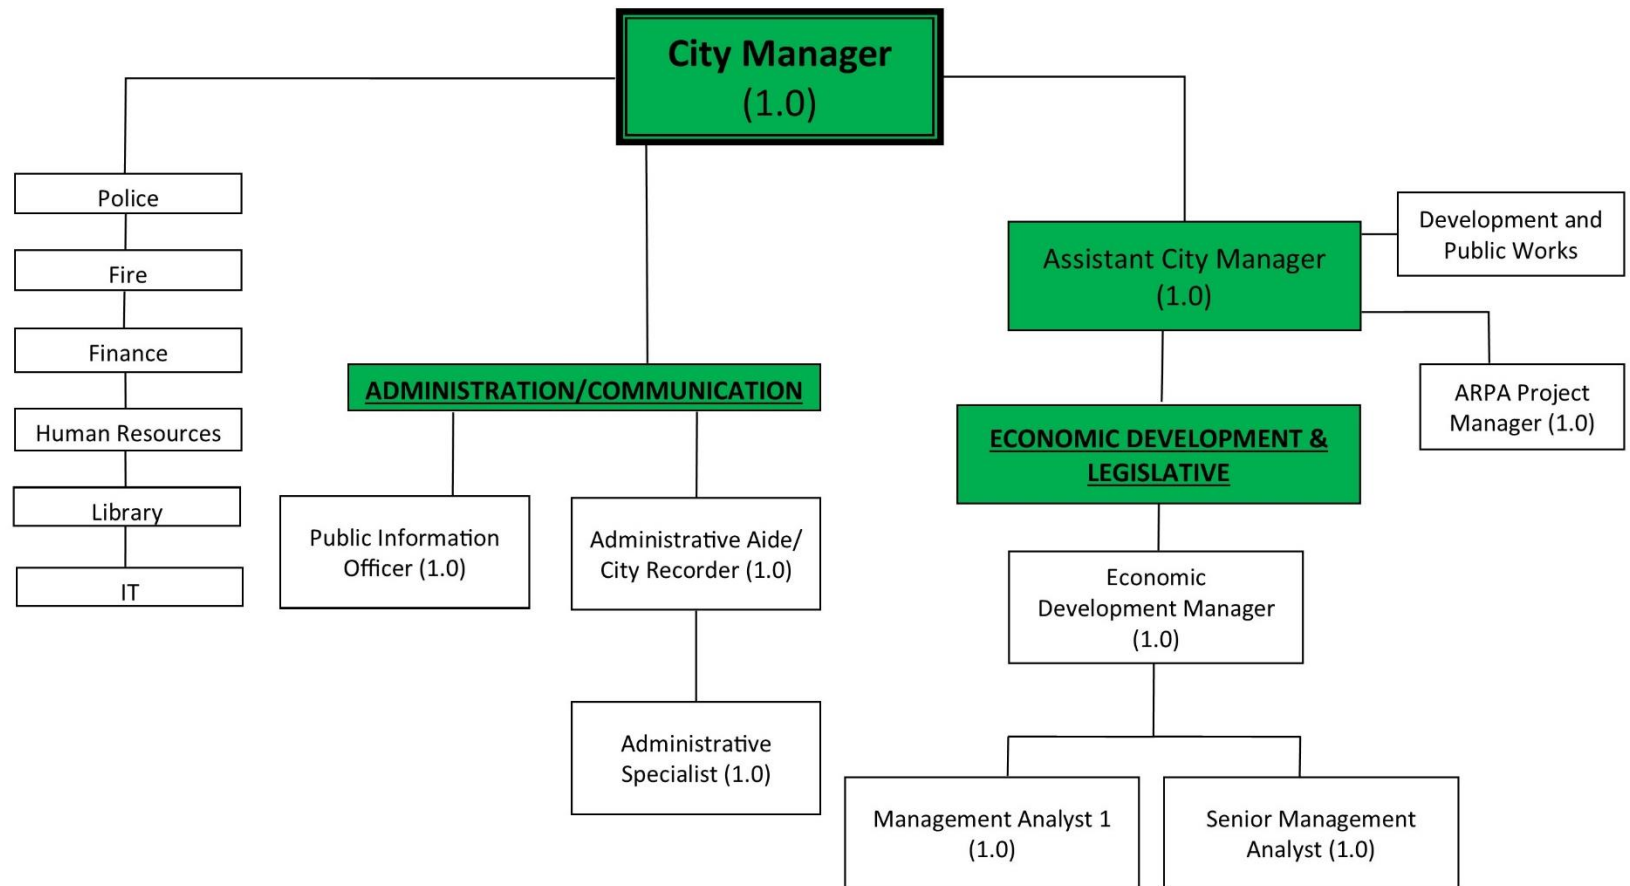 City Manager
(1.0)
Police
Fire
Finance
Human Resources
Library
IT
ADMINISTRATION/COMMUNICATION
Public Information
Officer (1.0)
Administrative Aide/
City Recorder (1.0)
Administrative
Specialist (1.0)
Assistant City Manager
(1.0)
Development and
Public Works
ARPA Project
Manager (1.0)
ECONOMIC DEVELOPMENT &
LEGISLATIVE
Economic
Development Manager
(1.0)
Management Analyst 1
(1.0)
Senior Management
Analyst (1.0)